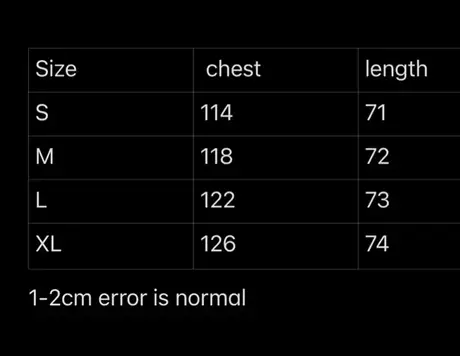 Size chest length
S 114 71
M 118 72
L 122 73
XL 126 74
1-2cm error is normal